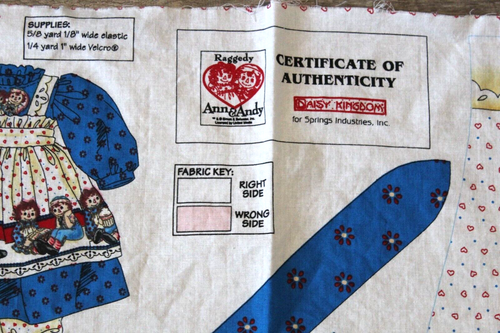 SUPPLIES:
5/8 yard 1/8" wide elastic
1/4 yard 1" wide Velcro®
Raggedy
Ann & Andy
CERTIFICATE OF
AUTHENTICITY
DAISY KINGDOM®
for Springs Industries, Inc.
FABRIC KEY:
RIGHT
SIDE
WRONG
SIDE